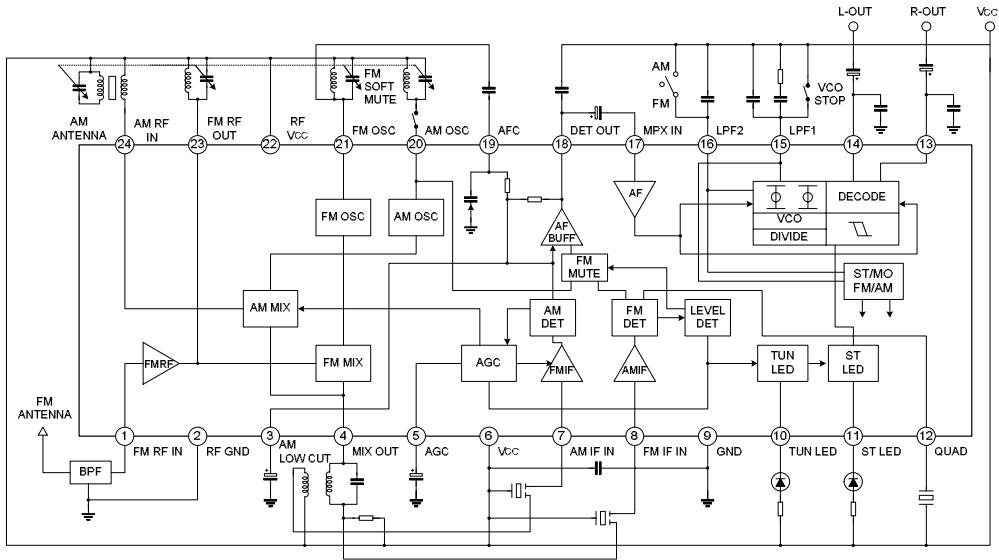 L-OUT
R-OUT
VCC
AM
FM
VCO
STOP
FM
SOFT
MUTE
AM
ANTENNA
AM RF
IN
FM RF
OUT
RF
VCC
FM OSC
AM OSC
AFC
DET OUT
MPX IN
LPF2
LPF1
24
23
22
21
20
19
18
17
16
15
14
13
FM OSC
AM OSC
AF
BUFF
AF
VCO
DECODE
DIVIDE
FM
MUTE
ST/MO
FM/AM
AM MIX
AM
DET
FM
DET
LEVEL
DET
FMRF
FM MIX
AGC
FMIF
AMIF
TUN
LED
ST
LED
FM
ANTENNA
1
2
3
4
5
6
7
8
9
10
11
12
FM RF IN
RF GND
AM
LOW CUT
MIX OUT
AGC
VCC
AM IF IN
FM IF IN
GND
TUN LED
ST LED
QUAD
BPF